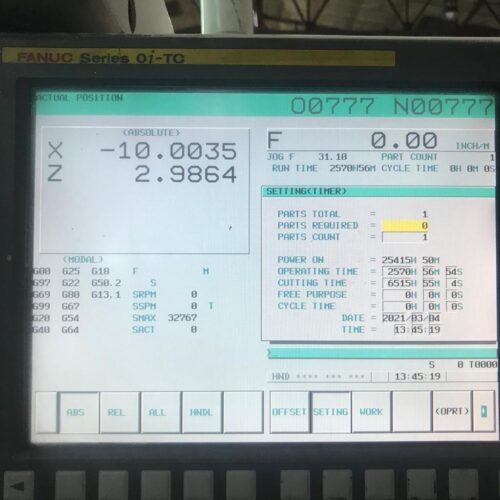 FANUC Series 0i-TC
ACTUAL POSITION
O0777 N00777
(ABSOLUTE)
X -10.0035
Z 2.9864
F 0.00 INCH/M
JOG F 31.10 PART COUNT 1
RUN TIME 2570H56M CYCLE TIME 0H 0M 0S
SETING(TIMER)
PARTS TOTAL = 1
PARTS REQUIRED = 0
PARTS COUNT = 1
POWER ON = 25415H 50M
OPERATING TIME = 2570H 56M 54S
CUTTING TIME = 6515H 55M 4S
FREE PURPOSE = 0H 0M 0S
CYCLE TIME = 0H 0M 0S
DATE = 2021/03/04
TIME = 13:45:19
(MODAL)
G00 G25 G18 F M
G97 G22 G50.2 S
G69 G80 G13.1 SRPM 0
G99 G67 SSPM 0 T
G20 G54 SMAX 32767
G40 G64 SACT 0
S 0 T0000
HND **** *** *** 13:45:19
ABS REL ALL HNDL OFFSET SETING WORK (OPRT)